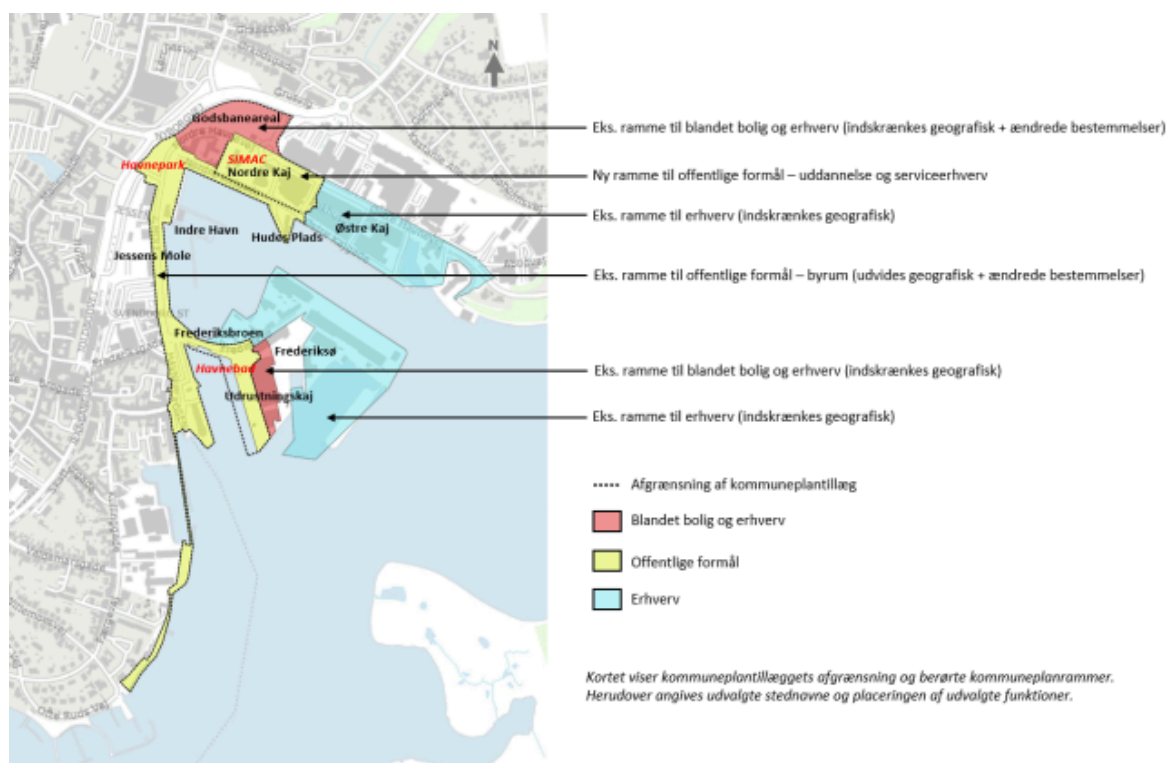 N
Godsbaneareal
Eks. ramme til blandet bolig og erhverv (indskrænkes geografisk + ændrede bestemmelser)
Havnepark
SIMAC
Nordre Kaj
Ny ramme til offentlige formål – uddannelse og serviceerhverv
Eks. ramme til erhverv (indskrænkes geografisk)
Østre Kaj
Indre Havn
Hudes Plads
Jessens Mole
Eks. ramme til offentlige formål – byrum (udvides geografisk + ændrede bestemmelser)
Frederiksbroen
Frederiksø
Havnebad
Eks. ramme til blandet bolig og erhverv (indskrænkes geografisk)
Udrustningskaj
Eks. ramme til erhverv (indskrænkes geografisk)
Afgrænsning af kommuneplantillæg
Blandet bolig og erhverv
Offentlige formål
Erhverv
Kortet viser kommuneplantillæggets afgrænsning og berørte kommuneplanrammer.
Herudover angives udvalgte stednavne og placeringen af udvalgte funktioner.